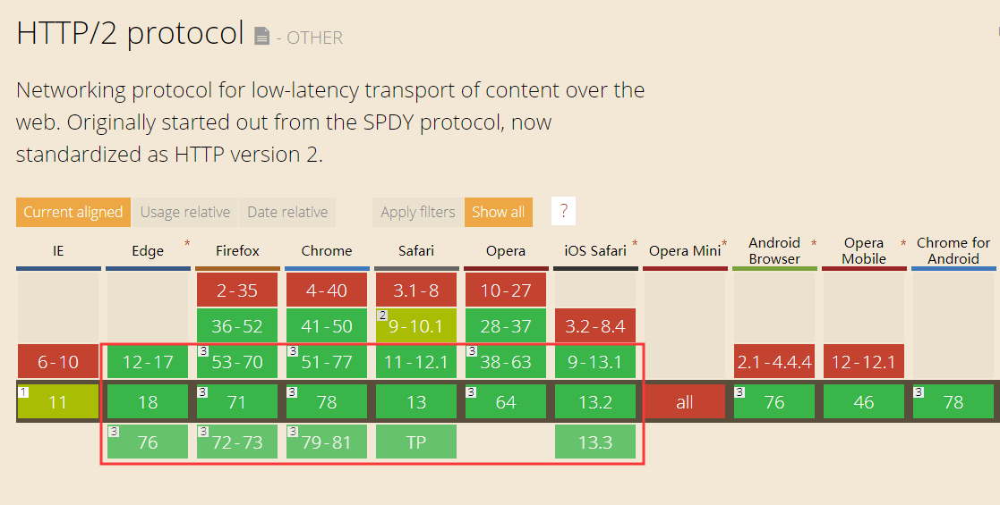 HTTP/2 protocol - OTHER
Networking protocol for low-latency transport of content over the
web. Originally started out from the SPDY protocol, now
standardized as HTTP version 2.
Current aligned Usage relative Date relative Apply filters Show all ?
IE Edge * Firefox Chrome Safari Opera iOS Safari * Opera Mini * Android Browser * Opera Mobile * Chrome for Android
2-35 4-40 3.1-8 10-27
36-52 41-50 2 9-10.1 28-37 3.2-8.4
6-10 12-17 3 53-70 3 51-77 11-12.1 3 38-63 9-13.1 2.1-4.4.4 12-12.1
1 11 18 3 71 3 78 13 3 64 13.2 all 3 76 46 3 78
3 76 3 72-73 3 79-81 TP 13.3